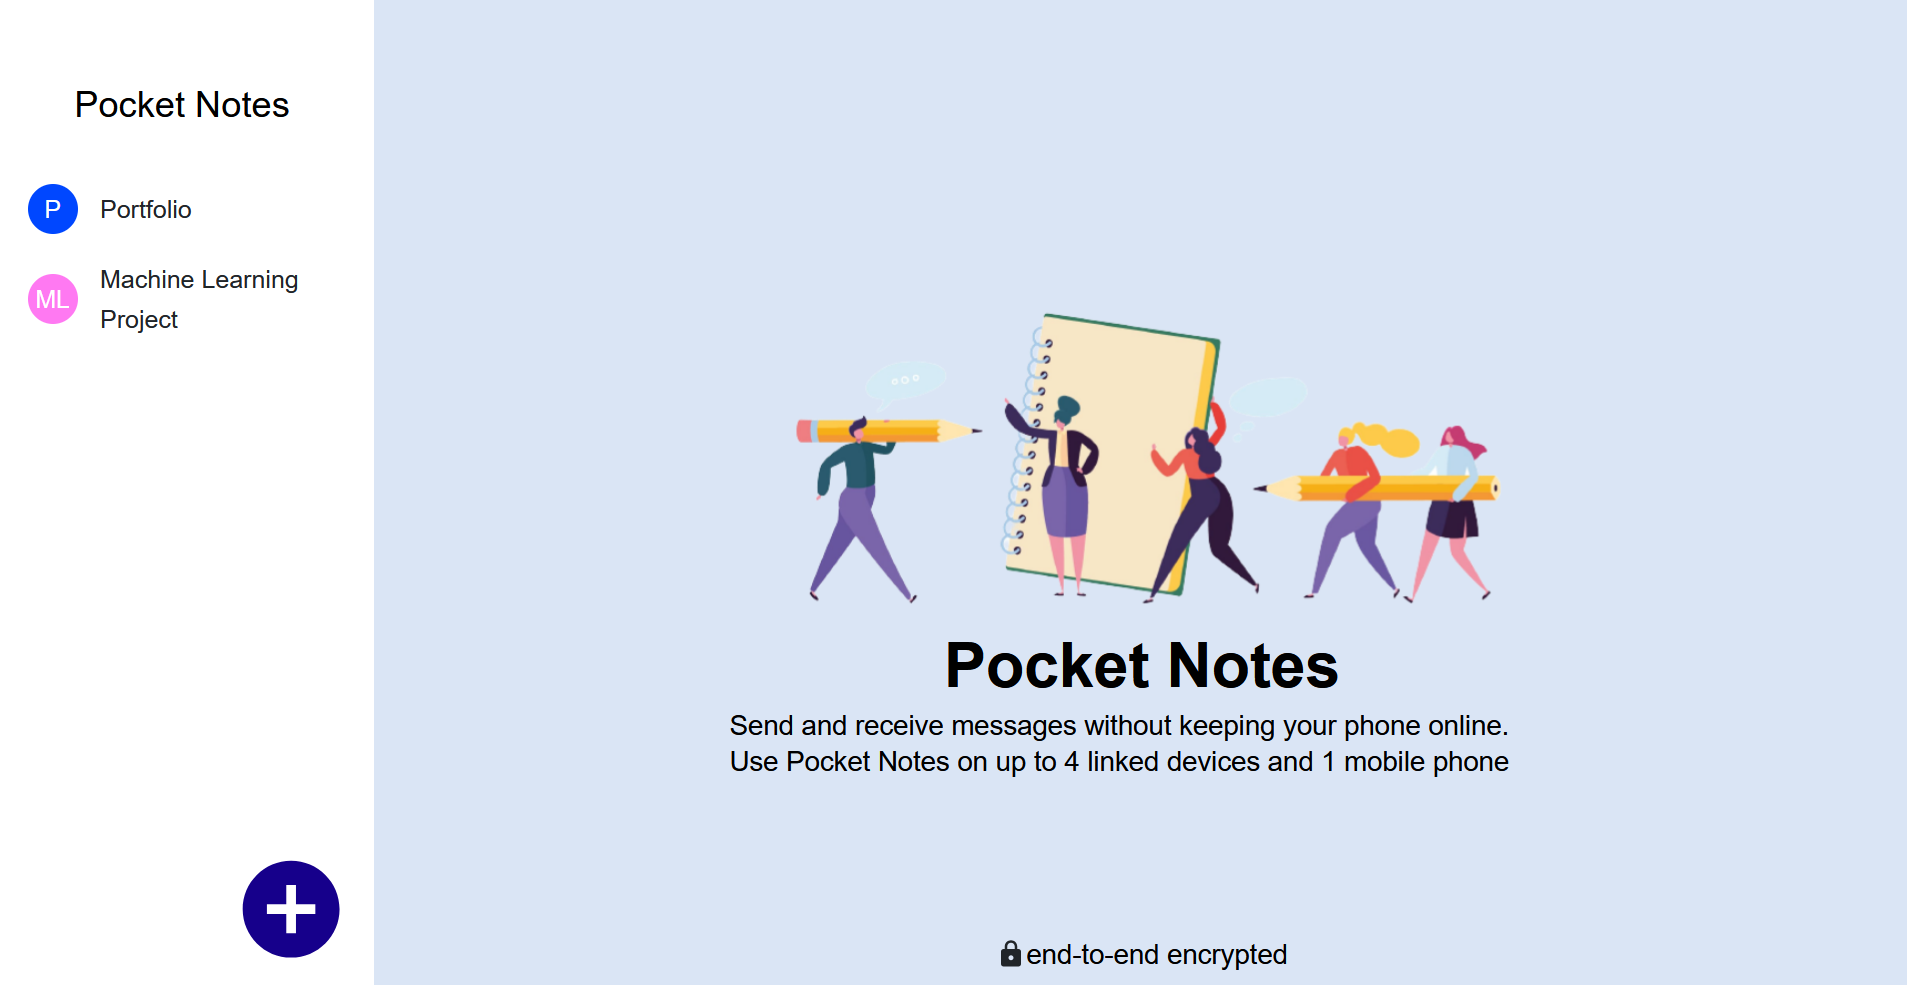 Pocket Notes
P
Portfolio
ML
Machine Learning
Project
Pocket Notes
Send and receive messages without keeping your phone online.
Use Pocket Notes on up to 4 linked devices and 1 mobile phone
end-to-end encrypted